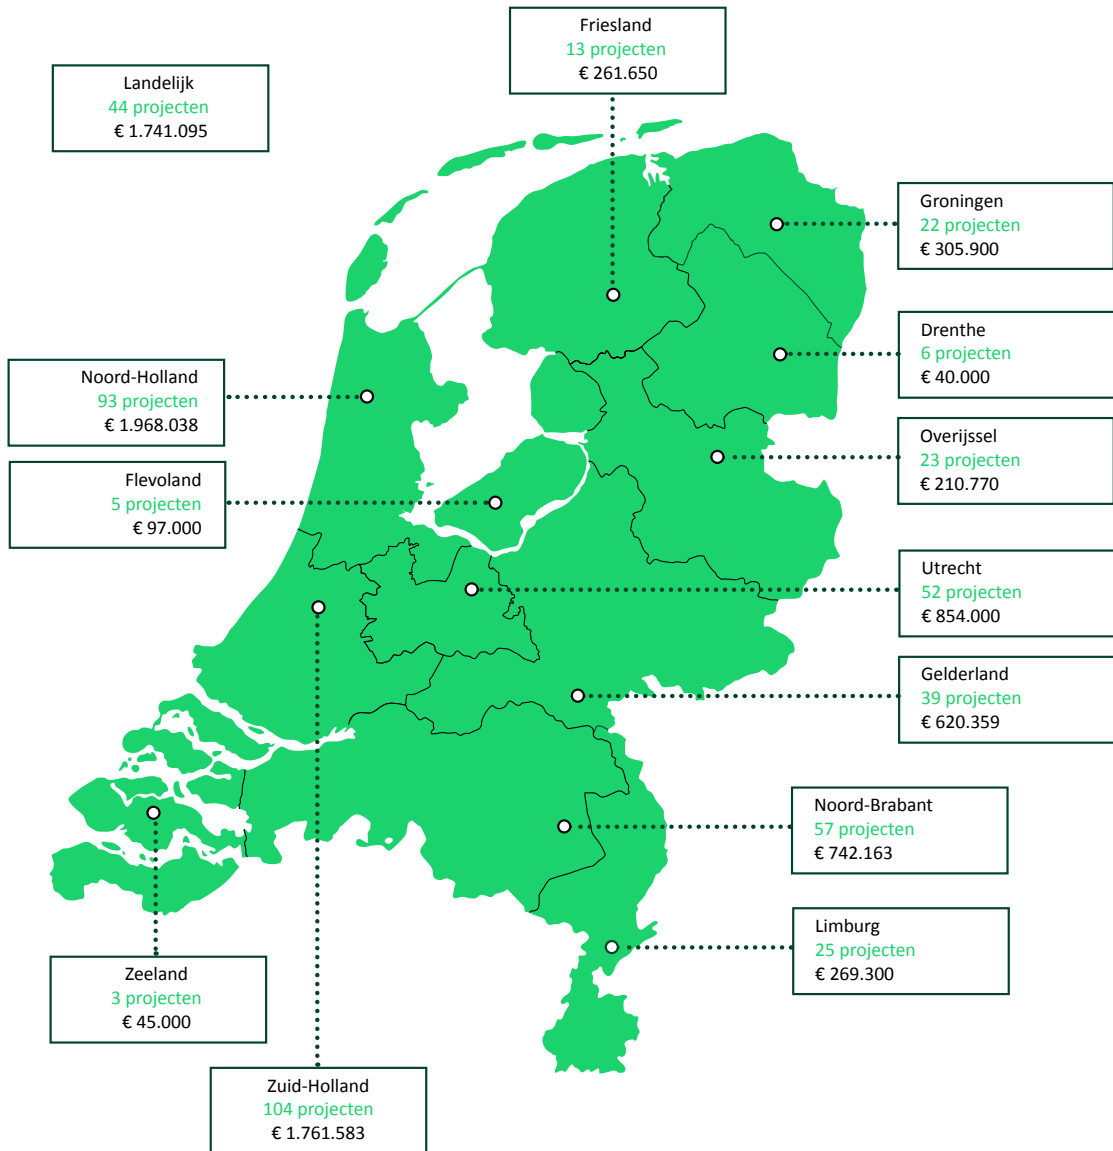 Friesland
13 projecten
€ 261.650
Landelijk
44 projecten
€ 1.741.095
Groningen
22 projecten
€ 305.900
Drenthe
6 projecten
€ 40.000
Noord-Holland
93 projecten
€ 1.968.038
Overijssel
23 projecten
€ 210.770
Flevoland
5 projecten
€ 97.000
Utrecht
52 projecten
€ 854.000
Gelderland
39 projecten
€ 620.359
Noord-Brabant
57 projecten
€ 742.163
Limburg
25 projecten
€ 269.300
Zeeland
3 projecten
€ 45.000
Zuid-Holland
104 projecten
€ 1.761.583